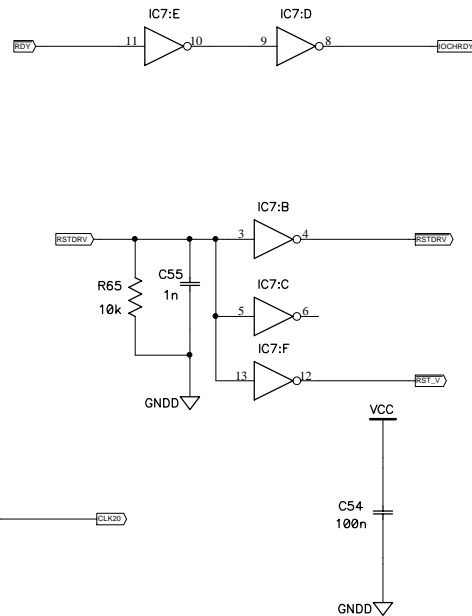 IC7:E
IC7:D
RDY
11
10
9
8
IOCHRDY
IC7:B
RSTDRV
3
4
RSTDRV
C55
1n
R65
10k
IC7:C
5
6
IC7:F
13
12
RST_V
GNDD
VCC
C54
100n
CLK20
GNDD